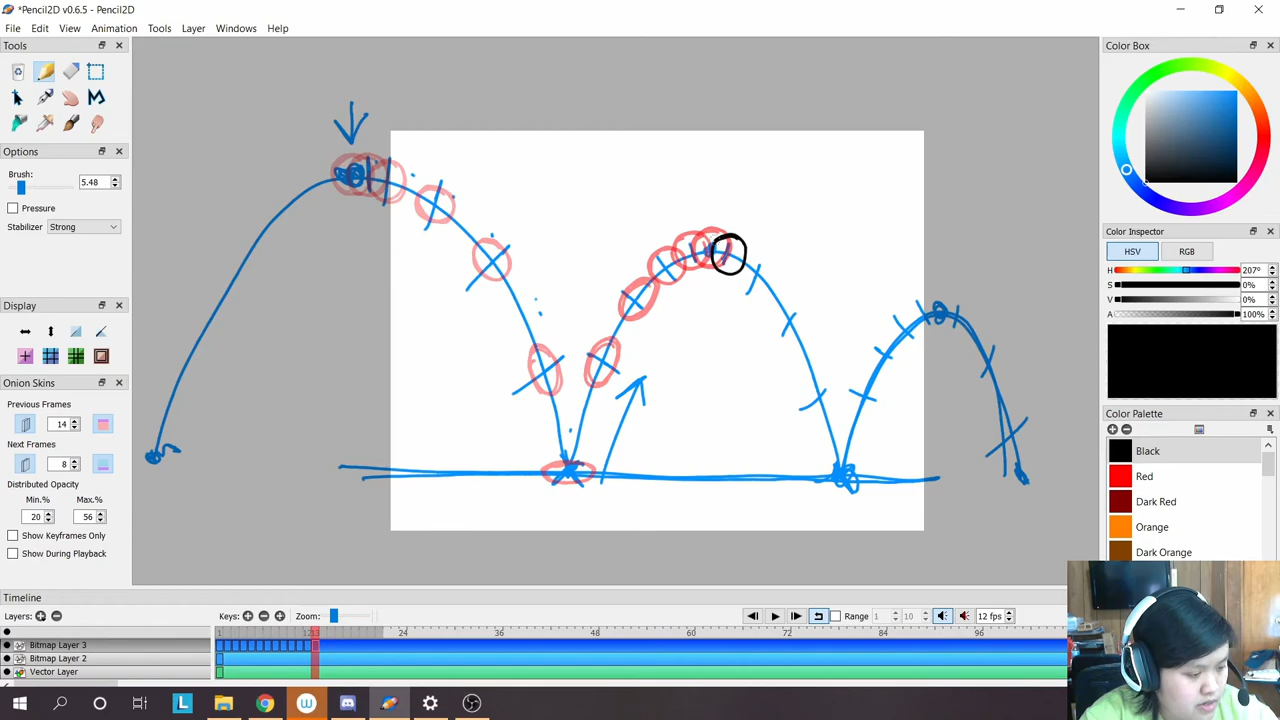 *Pencil2D v0.6.5 - Pencil2D
File Edit View Animation Tools Layer Windows Help
Tools
Options
Brush:
5.48
Pressure
Stabilizer Strong
Display
Onion Skins
Previous Frames
14
Next Frames
8
Distributed Opacity
Min.% Max.%
20 56
Show Keyframes Only
Show During Playback
Color Box
Color Inspector
HSV RGB
H 207°
S 0%
V 0%
A 100%
Color Palette
Black
Red
Dark Red
Orange
Dark Orange
Timeline
Layers: Keys: Zoom: Range 1 10 12 fps
1 12 13 24 36 48 60 72 84 96
Bitmap Layer 3
Bitmap Layer 2
Vector Layer
L W